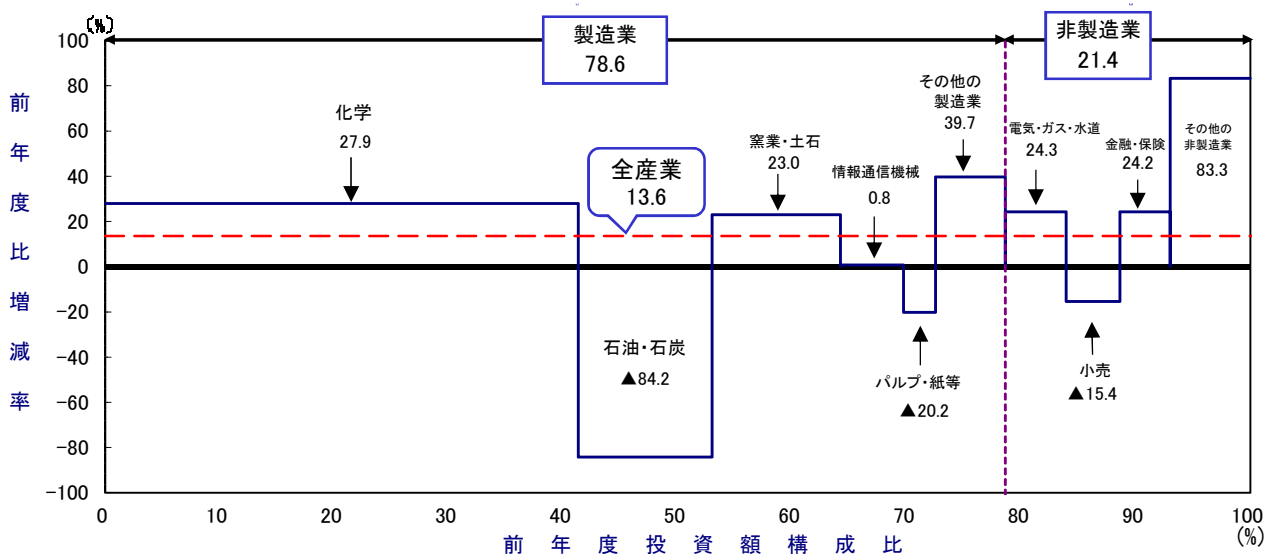 (%)
100
80
60
40
20
0
-20
-40
-60
-80
-100
前年度比増減率
製造業
78.6
非製造業
21.4
化学
27.9
全産業
13.6
石油・石炭
▲84.2
窯業・土石
23.0
情報通信機械
0.8
パルプ・紙等
▲20.2
その他の
製造業
39.7
電気・ガス・水道
24.3
小売
▲15.4
金融・保険
24.2
その他の
非製造業
83.3
0 10 20 30 40 50 60 70 80 90 100
(%)
前年度投資額構成比